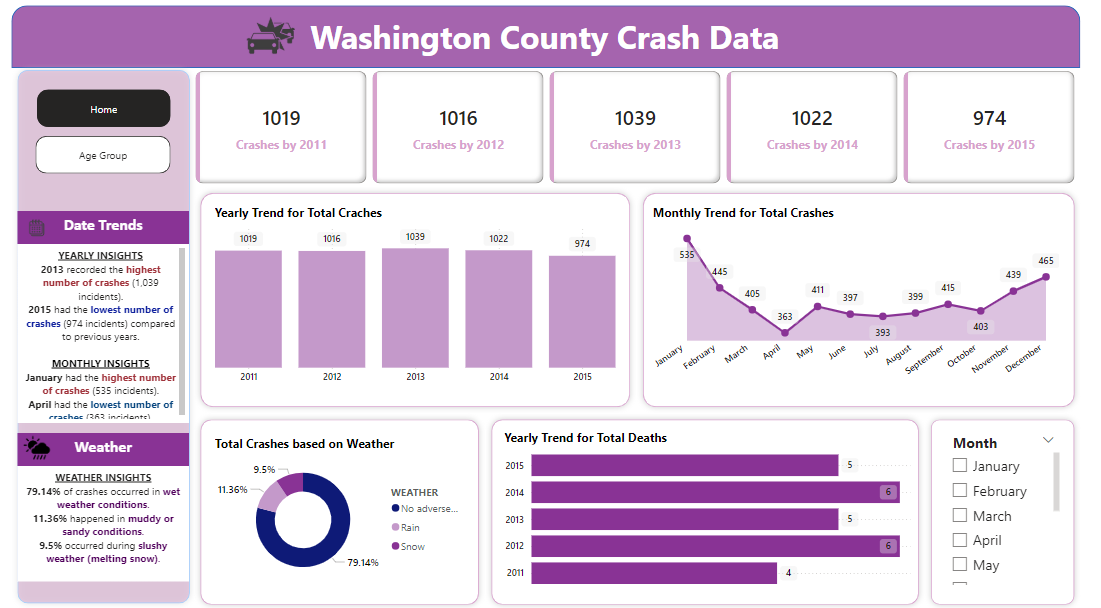 Washington County Crash Data
Home
Age Group
Date Trends
YEARLY INSIGHTS
2013 recorded the highest
number of crashes (1,039
incidents).
2015 had the lowest number of
crashes (974 incidents) compared
to previous years.
MONTHLY INSIGHTS
January had the highest number
of crashes (535 incidents).
April had the lowest number of
crashes (363 incidents)
Weather
WEATHER INSIGHTS
79.14% of crashes occurred in wet
weather conditions.
11.36% happened in muddy or
sandy conditions.
9.5% occurred during slushy
weather (melting snow).
1019
Crashes by 2011
1016
Crashes by 2012
1039
Crashes by 2013
1022
Crashes by 2014
974
Crashes by 2015
Yearly Trend for Total Craches
1019
1016
1039
1022
974
2011
2012
2013
2014
2015
Monthly Trend for Total Crashes
535
445
405
363
411
397
393
399
415
403
439
465
January
February
March
April
May
June
July
August
September
October
November
December
Total Crashes based on Weather
9.5%
11.36%
79.14%
WEATHER
No adverse...
Rain
Snow
Yearly Trend for Total Deaths
2015
5
2014
6
2013
5
2012
6
2011
4
Month
January
February
March
April
May